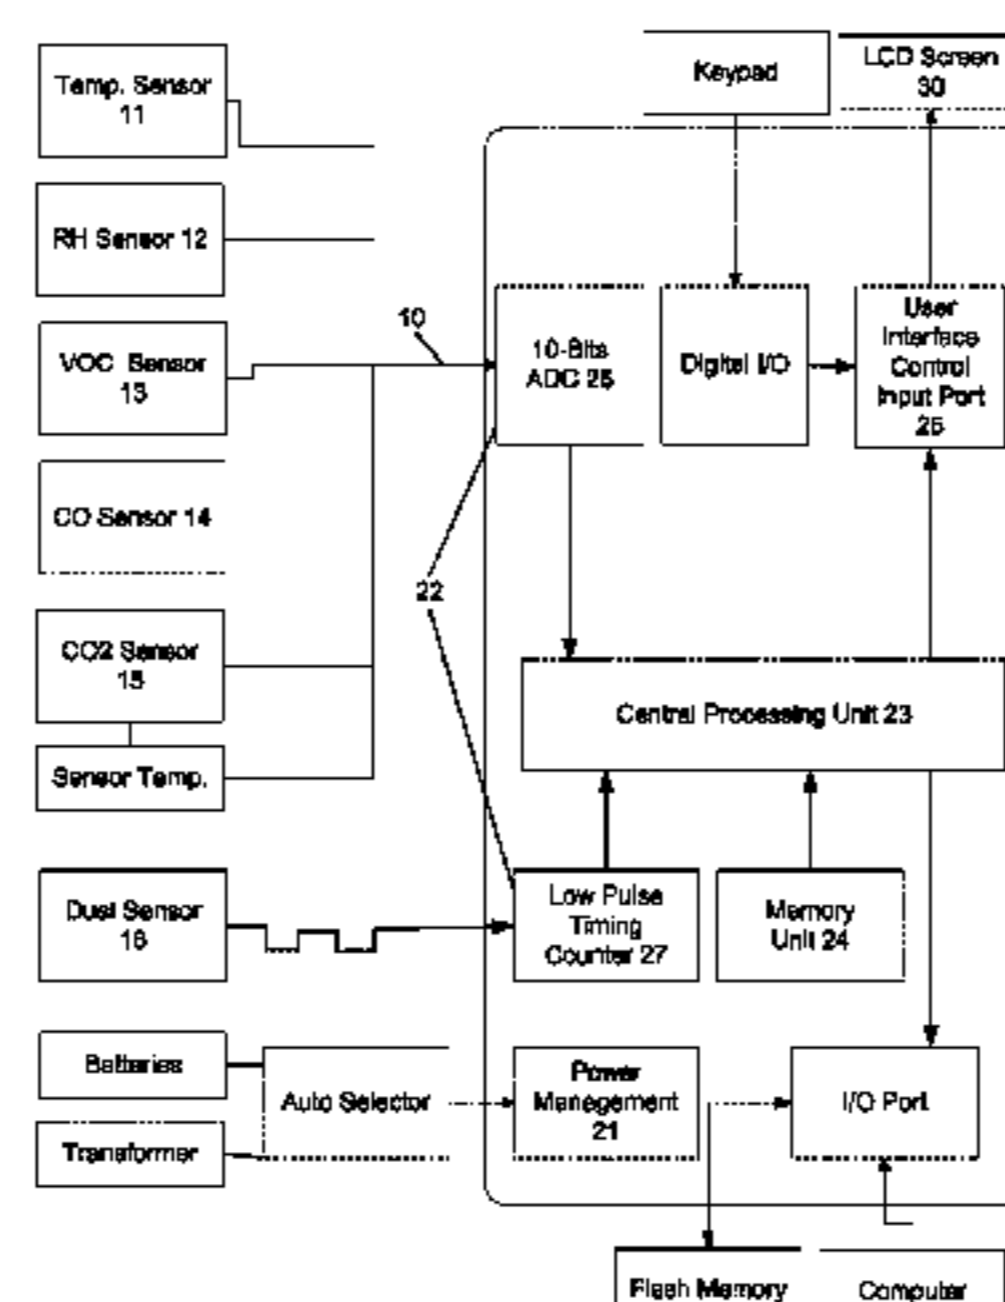 Temp. Sensor
11
RH Sensor 12
VOC Sensor
13
CO Sensor 14
CO2 Sensor
15
Sensor Temp.
Dust Sensor
16
Batteries
Transformer
Auto Selector
Keypad
LCD Screen
30
10
10-Bits
ADC 26
Digital I/O
User
Interface
Control
Input Port
25
22
Central Processing Unit 23
Low Pulse
Timing
Counter 27
Memory
Unit 24
Power
Management
21
I/O Port
Flash Memory
Computer